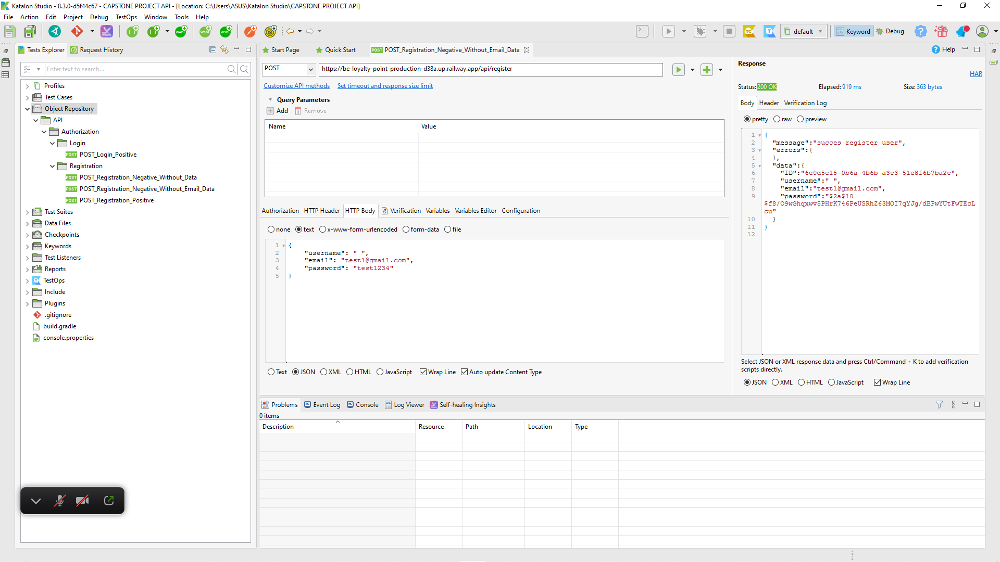 Katalon Studio - 8.3.0-d5f44c67 - CAPSTONE PROJECT API - [Location: C:\Users\ASUS\Katalon Studio\CAPSTONE PROJECT API]
File Action Edit Project Debug TestOps Window Tools Help
default Keyword Debug
Tests Explorer Request History
Enter text to search...
Profiles
Test Cases
Object Repository
API
Authorization
Login
POST POST_Login_Positive
Registration
POST POST_Registration_Negative_Without_Data
POST POST_Registration_Negative_Without_Email_Data
POST POST_Registration_Positive
Test Suites
Data Files
Checkpoints
Keywords
Test Listeners
Reports
TestOps
Include
Plugins
.gitignore
build.gradle
console.properties
Start Page Quick Start POST POST_Registration_Negative_Without_Email_Data Help
POST https://be-loyalty-point-production-d38a.up.railway.app/api/register
Customize API methods Set timeout and response size limit
Query Parameters
Add Remove
Name Value
Authorization HTTP Header HTTP Body Verification Variables Variables Editor Configuration
none text x-www-form-urlencoded form-data file
1 {
2 "username": " ",
3 "email": "test1@gmail.com",
4 "password": "test1234"
5 }
Text JSON XML HTML JavaScript Wrap Line Auto update Content Type
Response
HAR
Status: 200 OK Elapsed: 919 ms Size: 363 bytes
Body Header Verification Log
pretty raw preview
1 {
2 "message":"succes register user",
3 "errors":{
4 },
5 "data":{
6 "ID":"6e0d5e15-0b6a-4b6b-a3c3-51e8f6b7ba2c",
7 "username":" ",
8 "email":"test1@gmail.com",
9 "password":"$2a$10
$f8/O9wGhqxwv5PHrK746PeUSRhZ63MOI7qYJg/dBPwYUtFwTEcL
cu"
10 }
11 }
12
Select JSON or XML response data and press Ctrl/Command + K to add verification
scripts directly.
JSON XML HTML JavaScript Wrap Line
Problems Event Log Console Log Viewer Self-healing Insights
0 items
Description Resource Path Location Type